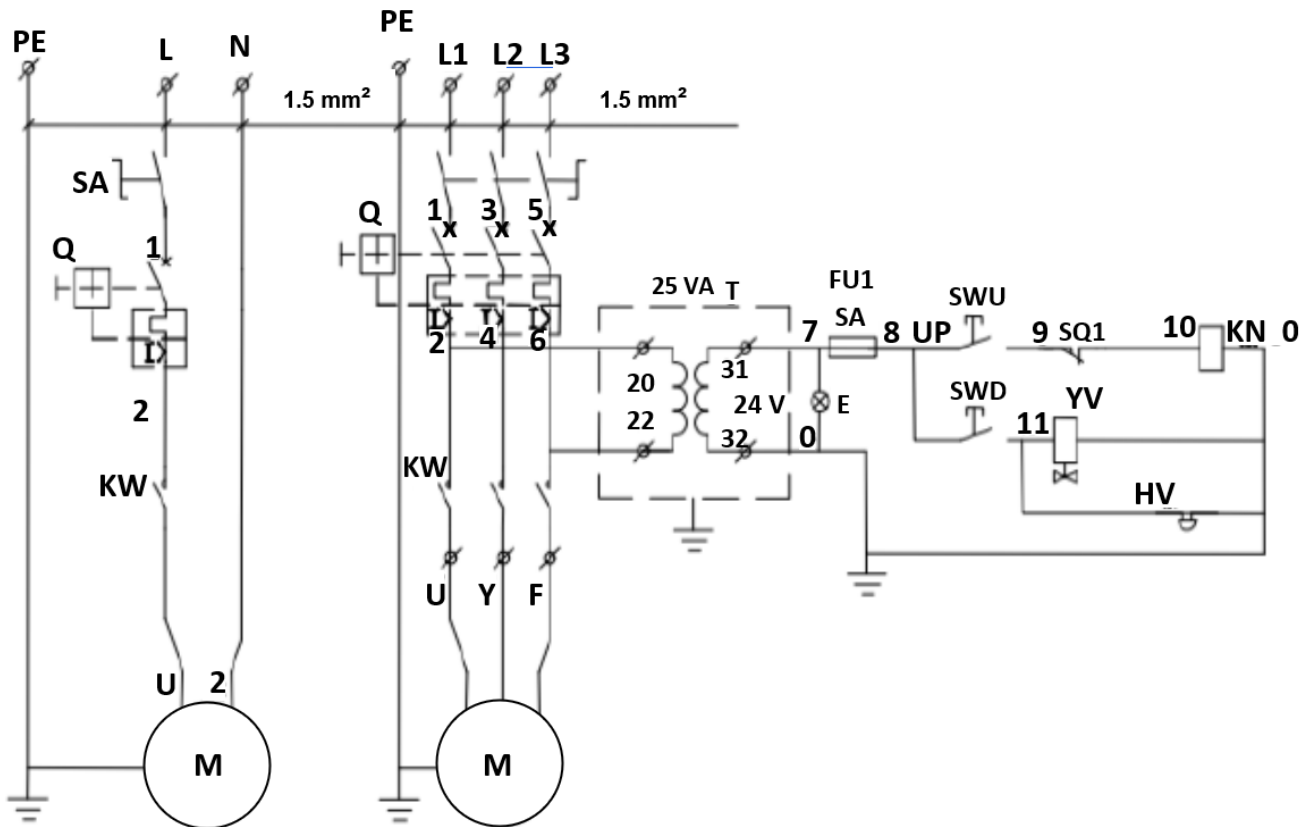 PE L N PE L1 L2 L3
1.5 mm² 1.5 mm²
SA
Q 1
2
KW
U 2
M
Q 1 3 5
I I I
2 4 6
KW
U Y F
M
25 VA T
20 31
22 24 V
32
7 FU1 8 UP SWU 9 SQ1 10 KN 0
SA
E
0
SWD 11 YV
HV
I